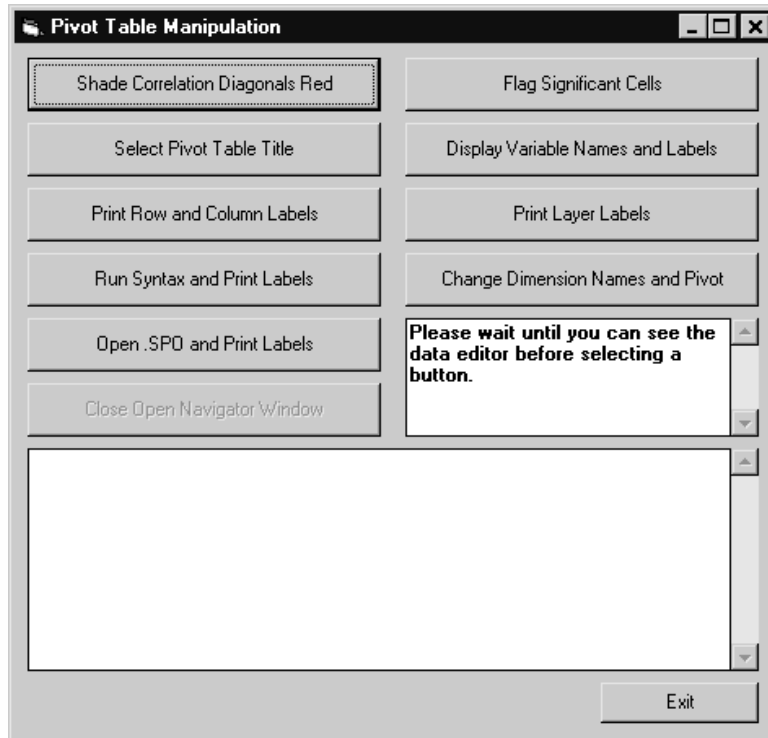 Pivot Table Manipulation
Shade Correlation Diagonals Red
Flag Significant Cells
Select Pivot Table Title
Display Variable Names and Labels
Print Row and Column Labels
Print Layer Labels
Run Syntax and Print Labels
Change Dimension Names and Pivot
Open .SPO and Print Labels
Please wait until you can see the
data editor before selecting a
button.
Close Open Navigator Window
Exit